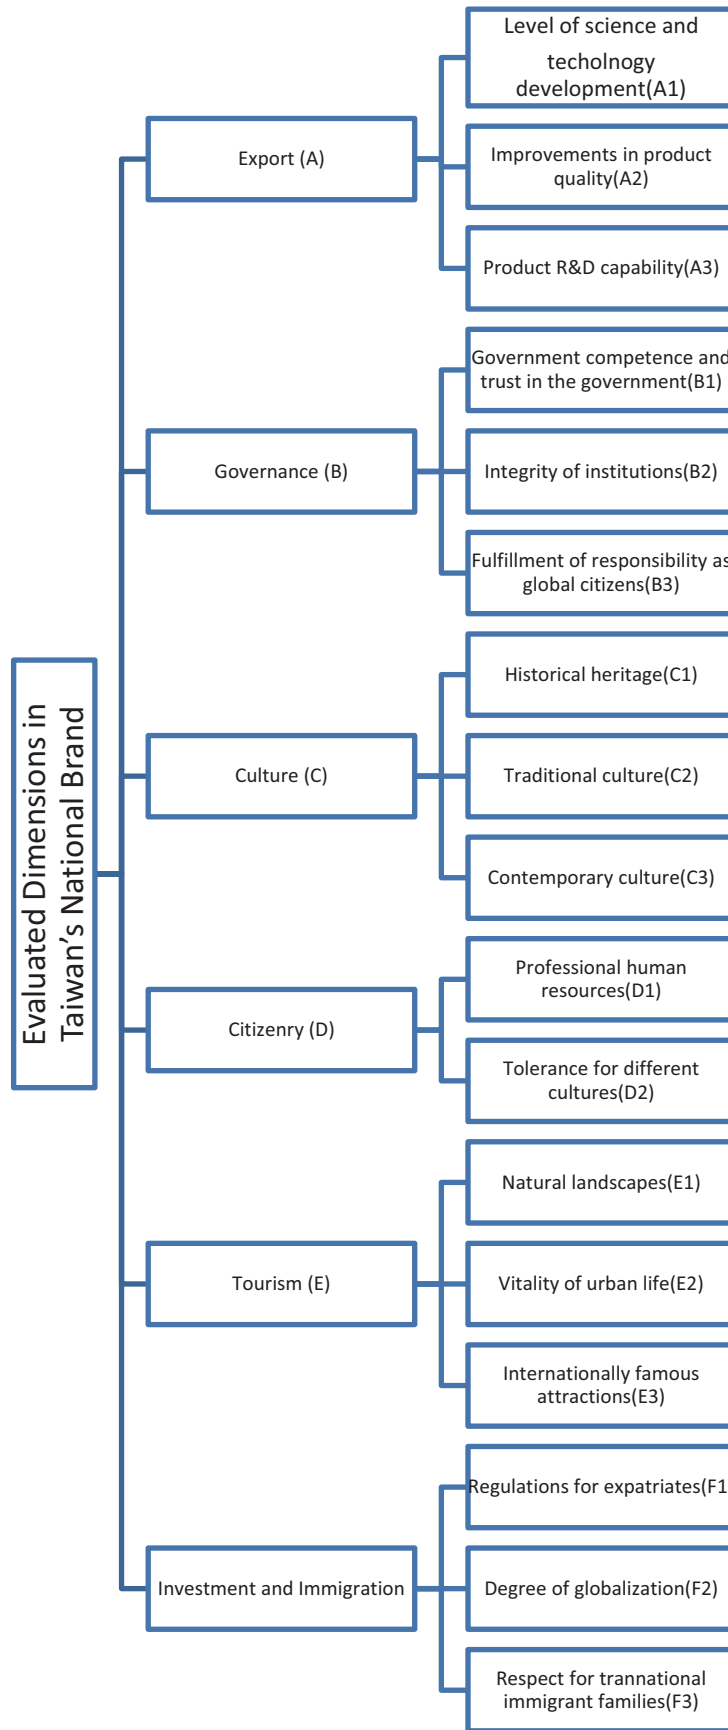 Evaluated Dimensions in
Taiwan’s National Brand
Export (A)
Level of science and
techolnogy
development(A1)
Improvements in product
quality(A2)
Product R&D capability(A3)
Governance (B)
Government competence and
trust in the government(B1)
Integrity of institutions(B2)
Fulfillment of responsibility as
global citizens(B3)
Culture (C)
Historical heritage(C1)
Traditional culture(C2)
Contemporary culture(C3)
Citizenry (D)
Professional human
resources(D1)
Tolerance for different
cultures(D2)
Tourism (E)
Natural landscapes(E1)
Vitality of urban life(E2)
Internationally famous
attractions(E3)
Investment and Immigration
Regulations for expatriates(F1
Degree of globalization(F2)
Respect for trannational
immigrant families(F3)